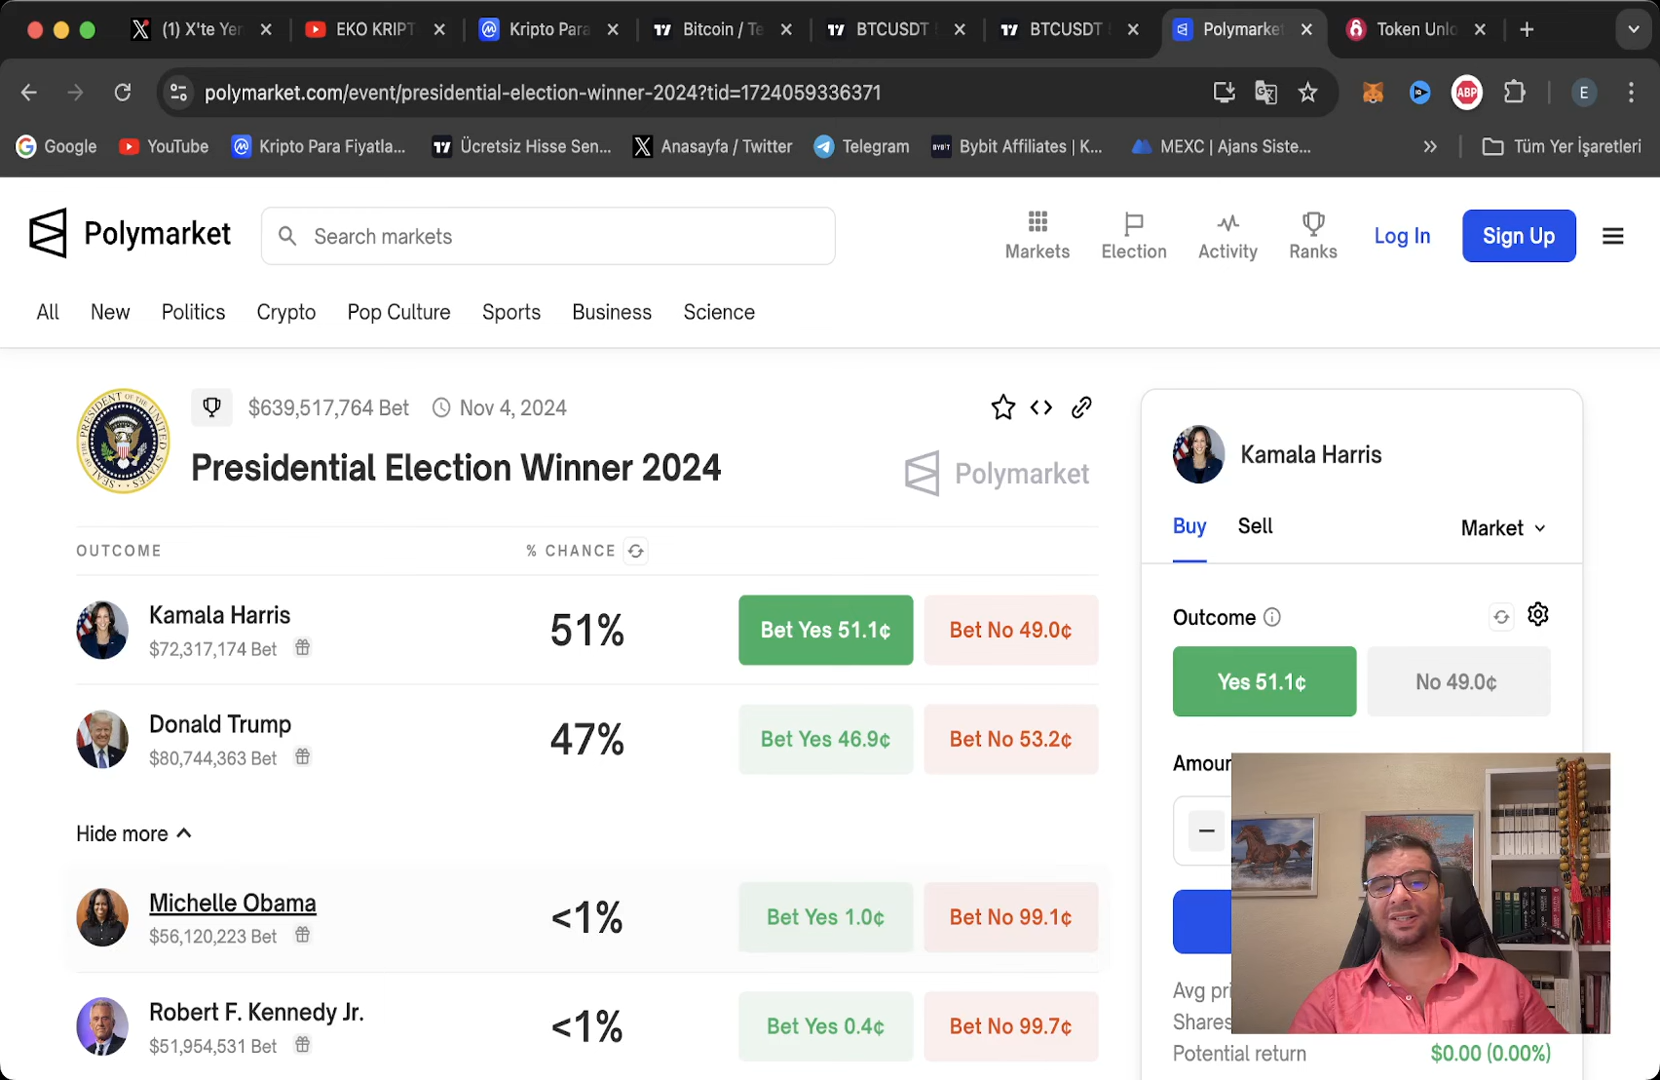 (1) X'te Yer
EKO KRIPT
Kripto Para
Bitcoin / Te
BTCUSDT
BTCUSDT
Polymarket
Token Unlo
polymarket.com/event/presidential-election-winner-2024?tid=1724059336371
ABP
E
Google
YouTube
Kripto Para Fiyatla...
Ücretsiz Hisse Sen...
Anasayfa / Twitter
Telegram
Bybit Affiliates | K...
MEXC | Ajans Siste...
Tüm Yer İşaretleri
Polymarket
Search markets
Markets
Election
Activity
Ranks
Log In
Sign Up
All New Politics Crypto Pop Culture Sports Business Science
$639,517,764 Bet Nov 4, 2024
Presidential Election Winner 2024
Polymarket
OUTCOME % CHANCE
Kamala Harris
$72,317,174 Bet
51%
Bet Yes 51.1¢
Bet No 49.0¢
Donald Trump
$80,744,363 Bet
47%
Bet Yes 46.9¢
Bet No 53.2¢
Hide more
Michelle Obama
$56,120,223 Bet
<1%
Bet Yes 1.0¢
Bet No 99.1¢
Robert F. Kennedy Jr.
$51,954,531 Bet
<1%
Bet Yes 0.4¢
Bet No 99.7¢
Kamala Harris
Buy Sell Market
Outcome
Yes 51.1¢
No 49.0¢
Amoun
Avg pri
Shares
Potential return $0.00 (0.00%)